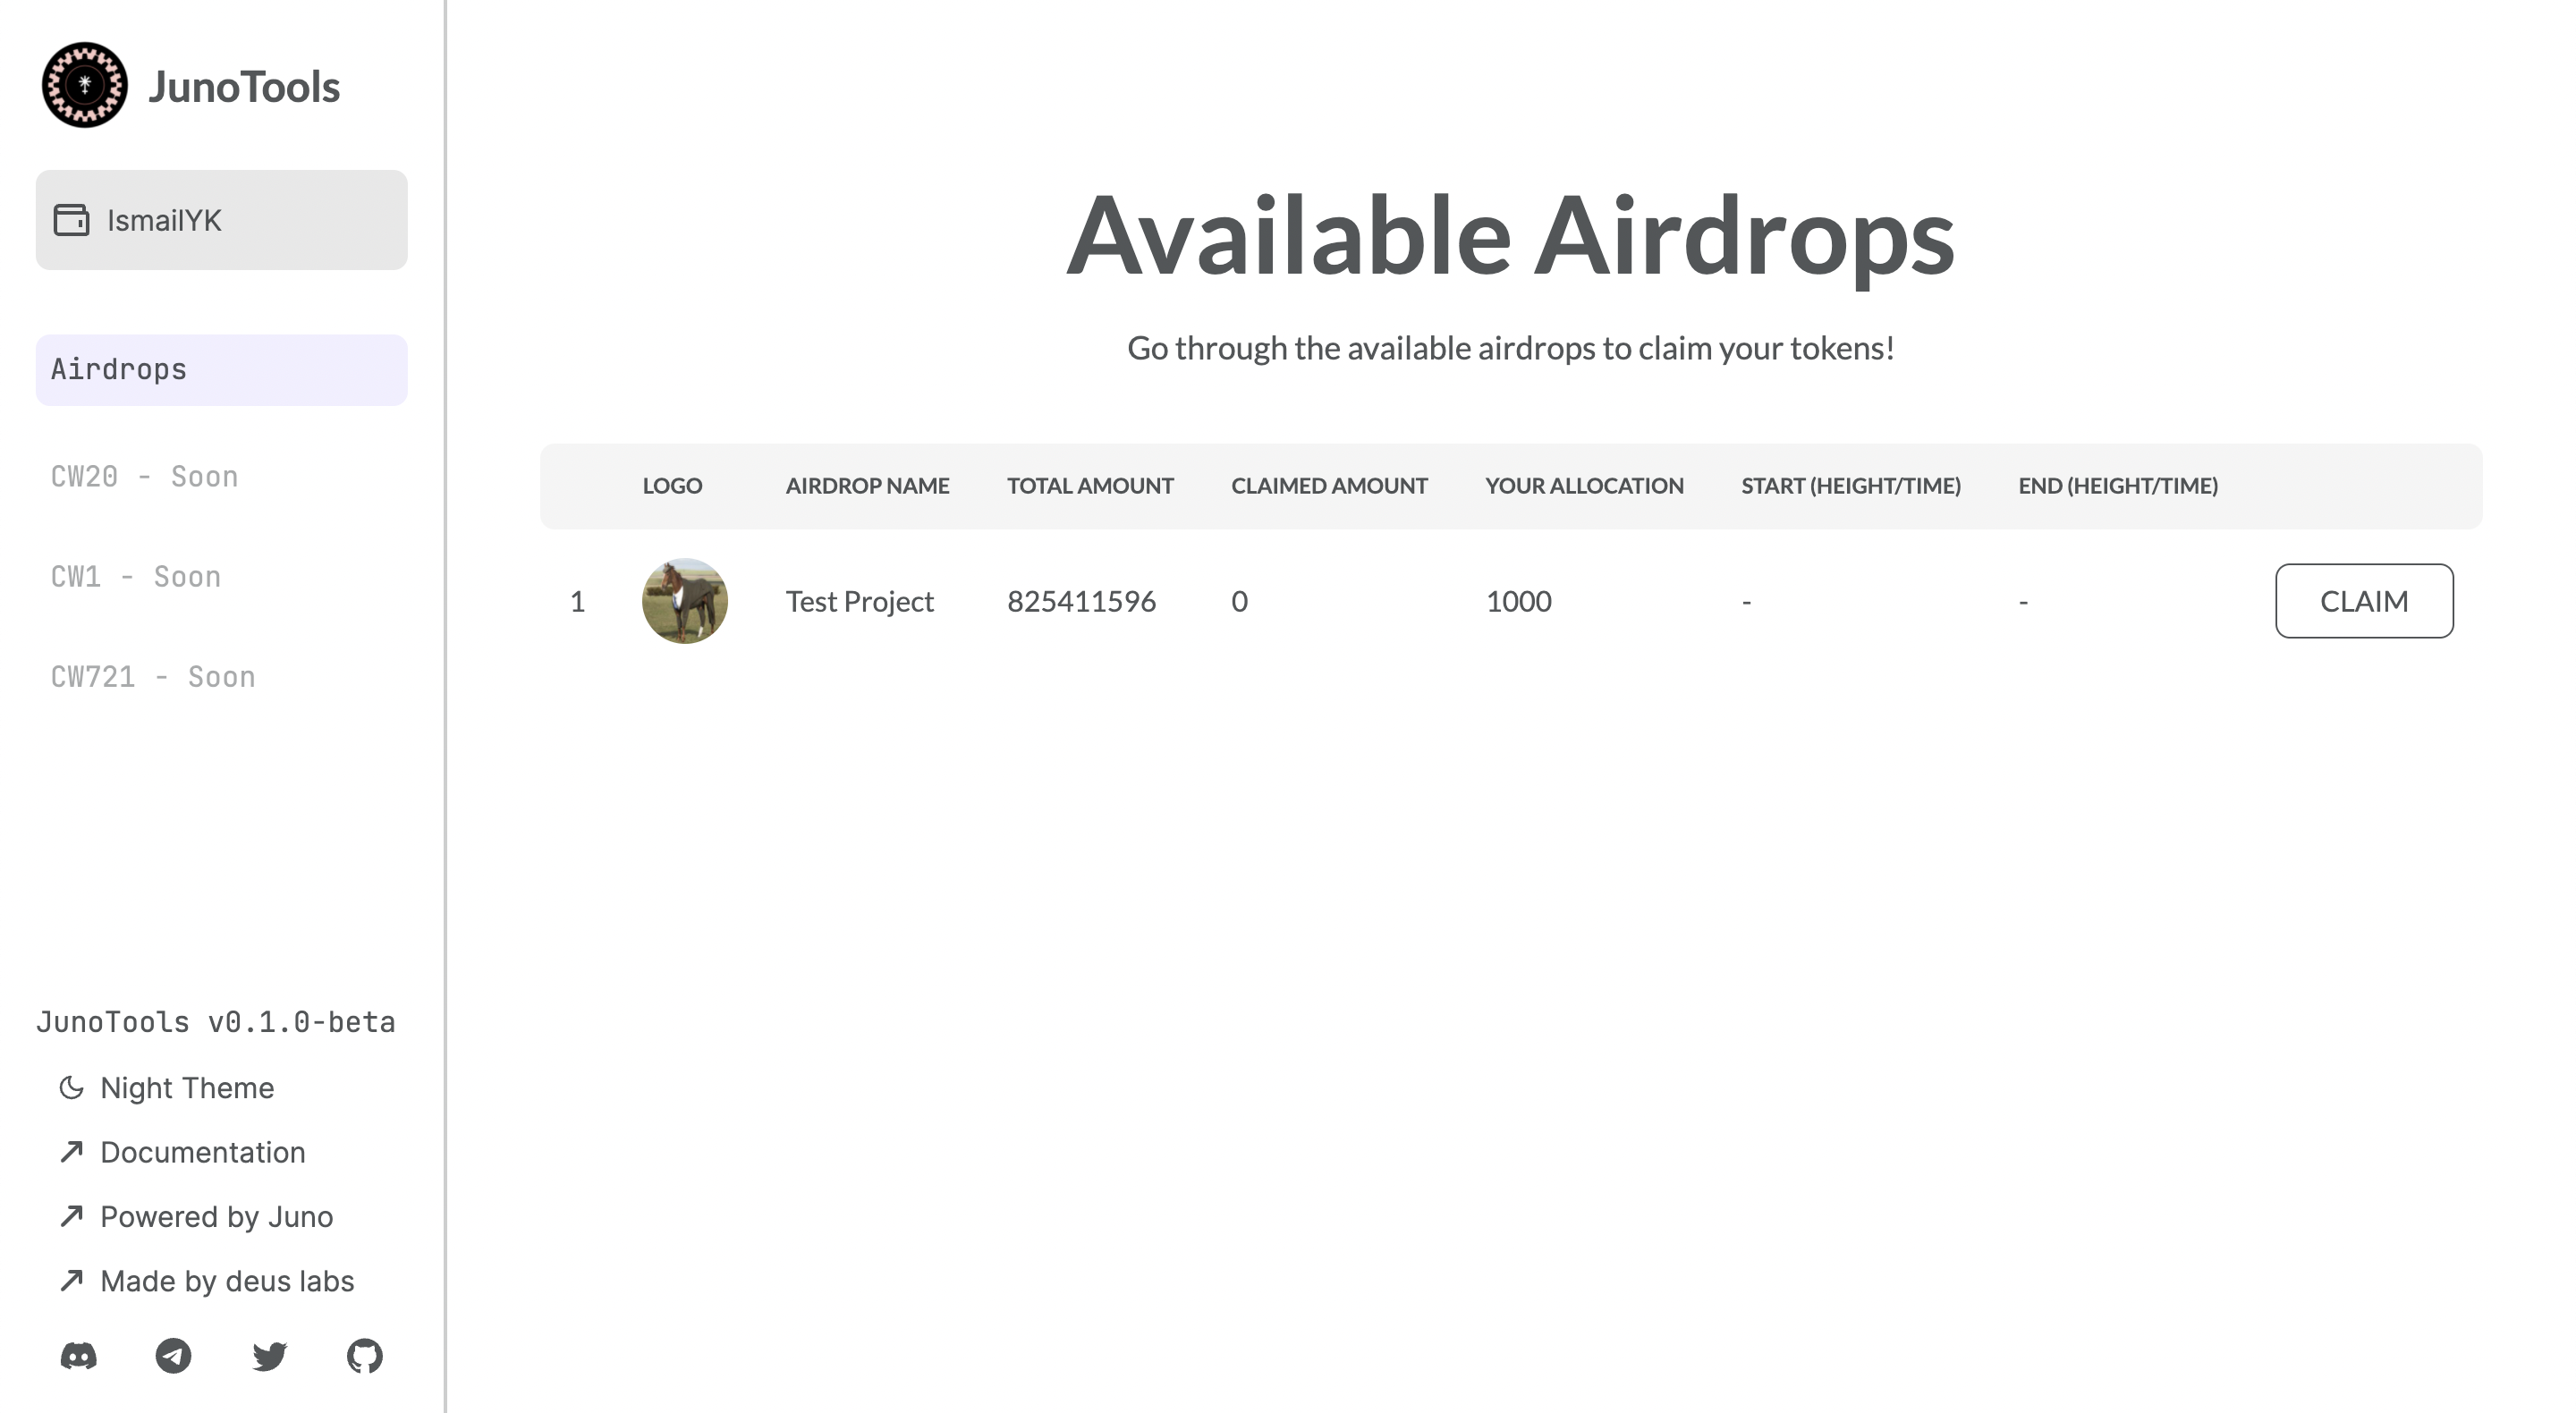 JunoTools
IsmailYK
Airdrops
CW20 - Soon
CW1 - Soon
CW721 - Soon
JunoTools v0.1.0-beta
Night Theme
Documentation
Powered by Juno
Made by deus labs
Available Airdrops
Go through the available airdrops to claim your tokens!
LOGO AIRDROP NAME TOTAL AMOUNT CLAIMED AMOUNT YOUR ALLOCATION START (HEIGHT/TIME) END (HEIGHT/TIME)
1 Test Project 825411596 0 1000 - - CLAIM